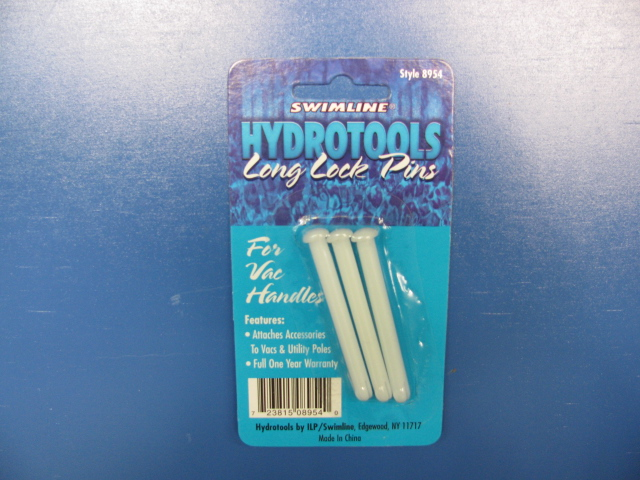 Style 8954
SWIMLINE®
HYDROTOOLS
Long Lock Pins
For
Vac
Handles
Features:
• Attaches Accessories
To Vacs & Utility Poles
• Full One Year Warranty
7 23815 08954 0
Hydrotools by ILP/Swimline, Edgewood, NY 11717
Made In China